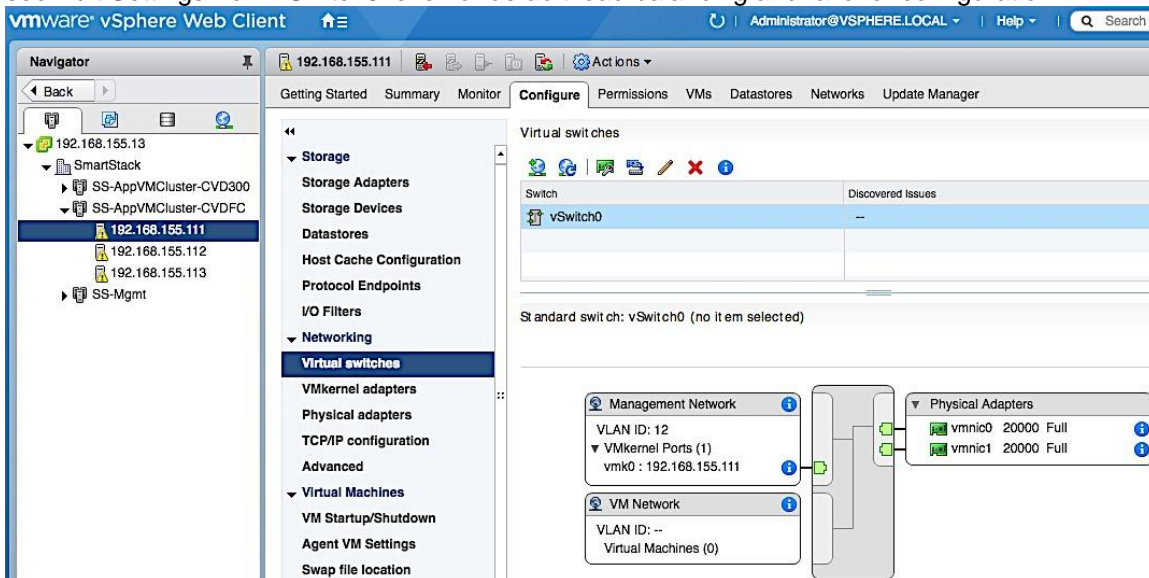 vmware® vSphere Web Client
Administrator@VSPHERE.LOCAL
Help
Search
Navigator
Back
192.168.155.13
SmartStack
SS-AppVMCluster-CVD300
SS-AppVMCluster-CVDFC
192.168.155.111
192.168.155.112
192.168.155.113
SS-Mgmt
192.168.155.111
Actions
Getting Started Summary Monitor Configure Permissions VMs Datastores Networks Update Manager
Storage
Storage Adapters
Storage Devices
Datastores
Host Cache Configuration
Protocol Endpoints
I/O Filters
Networking
Virtual switches
VMkernel adapters
Physical adapters
TCP/IP configuration
Advanced
Virtual Machines
VM Startup/Shutdown
Agent VM Settings
Swap file location
Virtual switches
Switch Discovered Issues
vSwitch0 --
Standard switch: vSwitch0 (no item selected)
Management Network
VLAN ID: 12
VMkernel Ports (1)
vmk0 : 192.168.155.111
VM Network
VLAN ID: --
Virtual Machines (0)
Physical Adapters
vmnic0 20000 Full
vmnic1 20000 Full